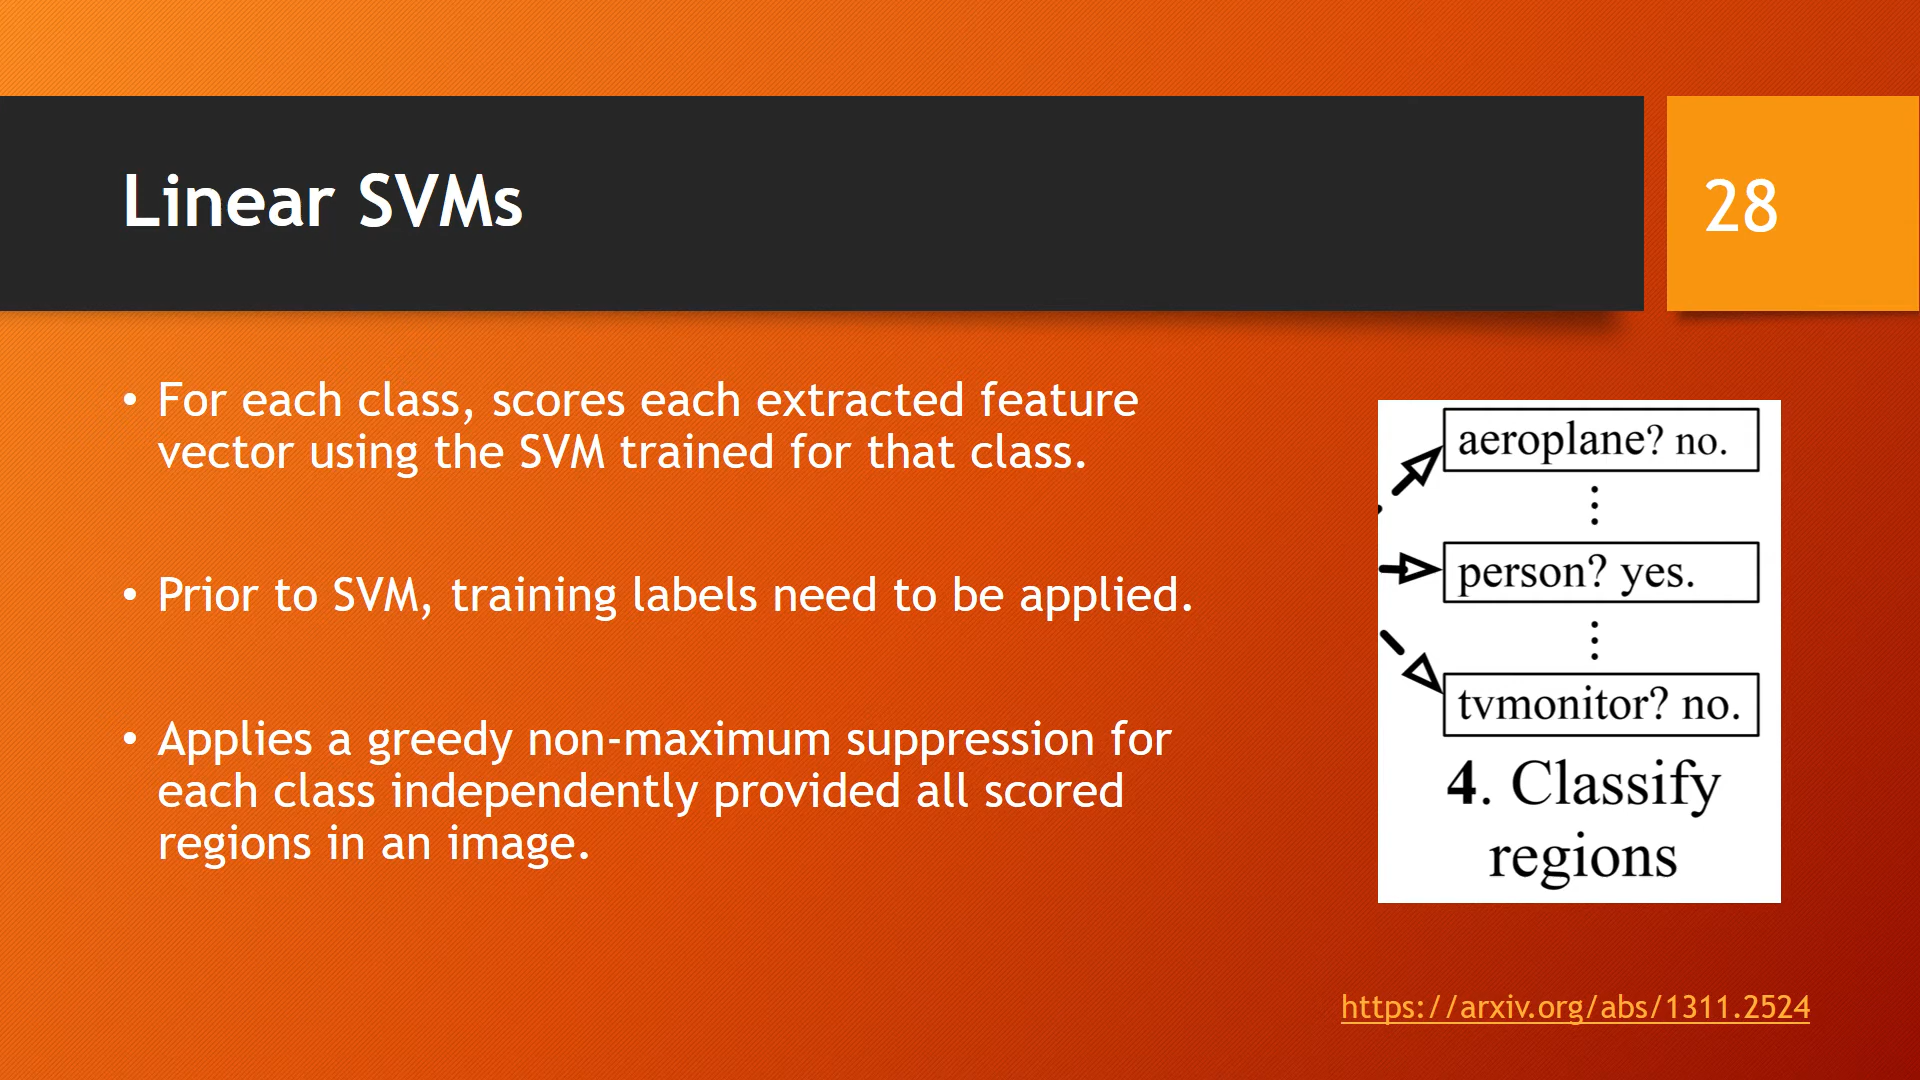 Linear SVMs
28
• For each class, scores each extracted feature
vector using the SVM trained for that class.
• Prior to SVM, training labels need to be applied.
• Applies a greedy non-maximum suppression for
each class independently provided all scored
regions in an image.
aeroplane? no.
person? yes.
tvmonitor? no.
4. Classify
regions
https://arxiv.org/abs/1311.2524